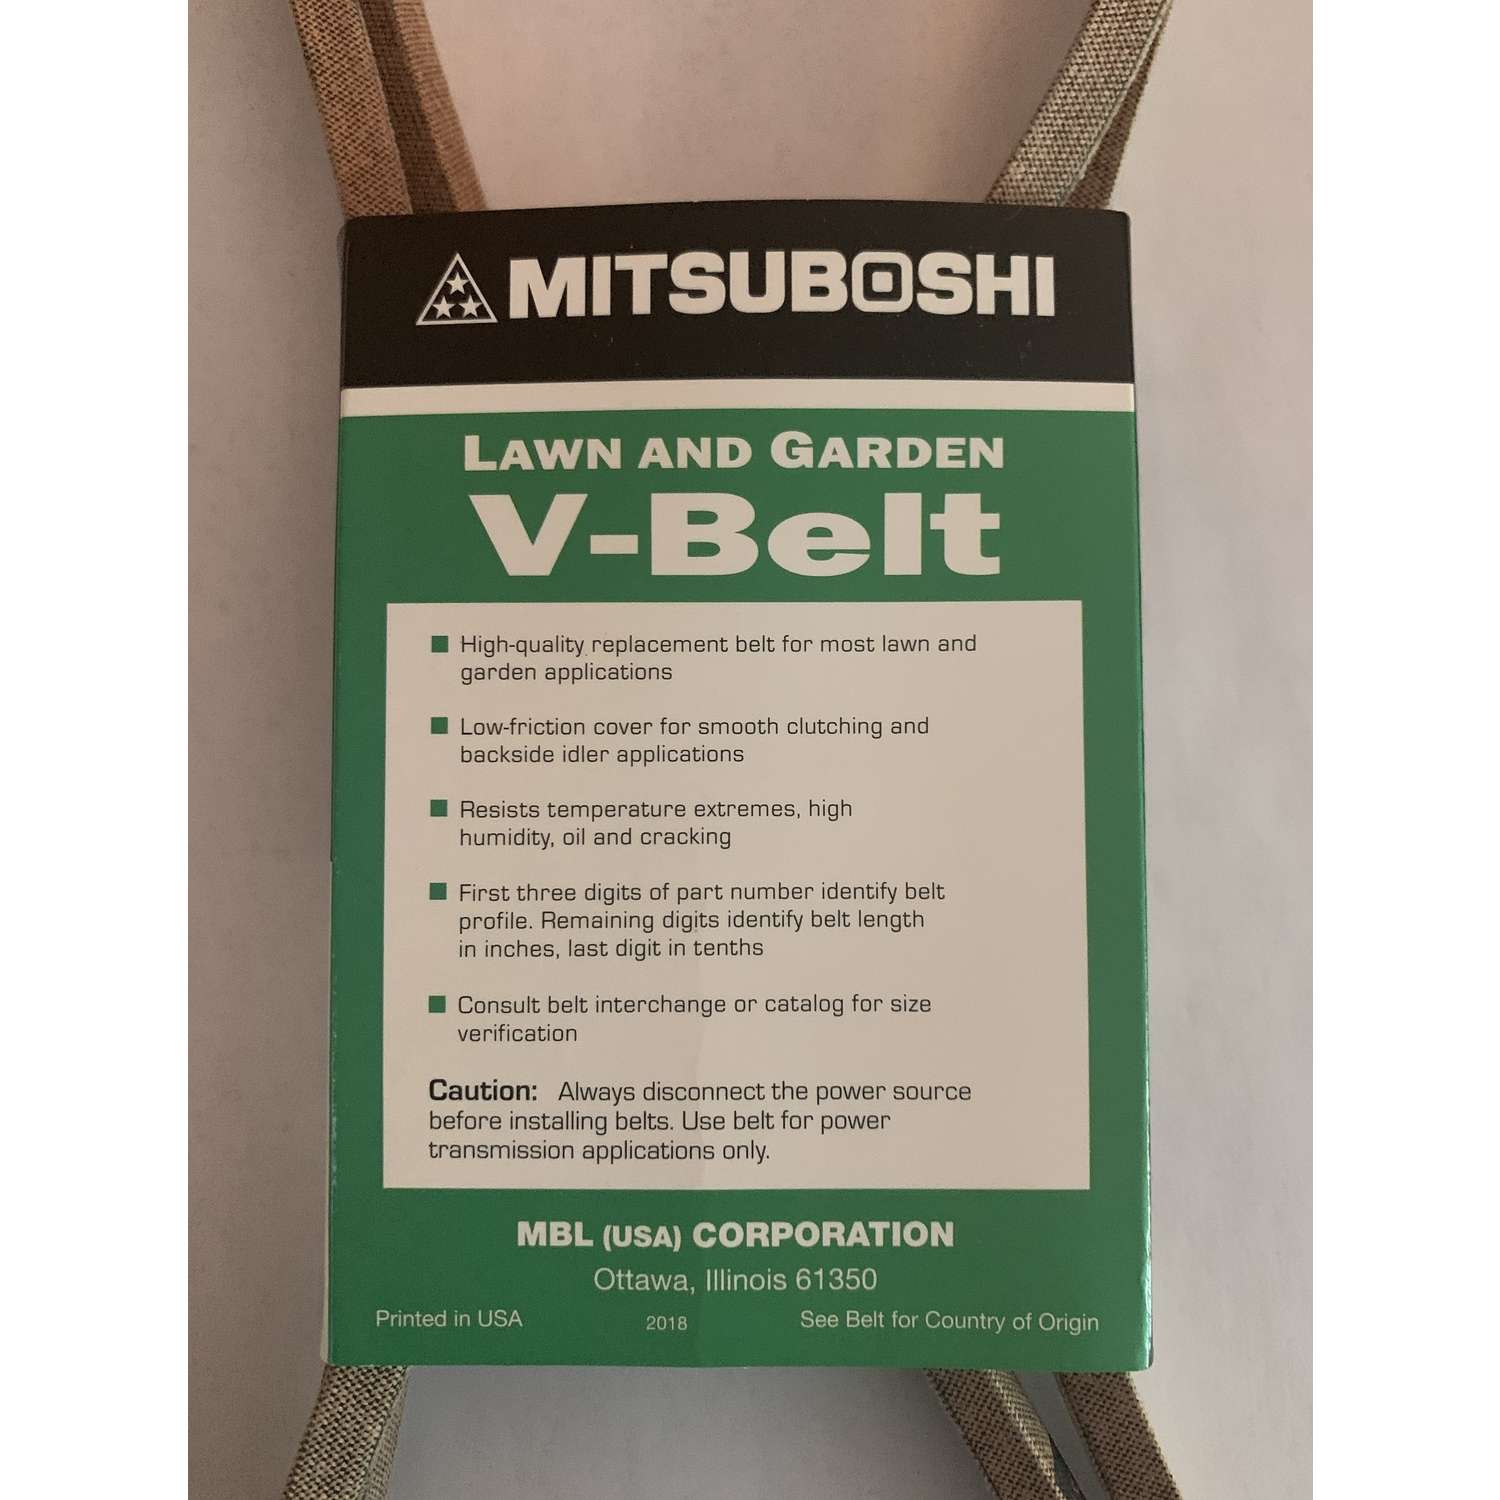 MITSUBOSHI
LAWN AND GARDEN
V-Belt
■ High-quality replacement belt for most lawn and
garden applications
■ Low-friction cover for smooth clutching and
backside idler applications
■ Resists temperature extremes, high
humidity, oil and cracking
■ First three digits of part number identify belt
profile. Remaining digits identify belt length
in inches, last digit in tenths
■ Consult belt interchange or catalog for size
verification
Caution: Always disconnect the power source
before installing belts. Use belt for power
transmission applications only.
MBL (USA) CORPORATION
Ottawa, Illinois 61350
Printed in USA 2018 See Belt for Country of Origin